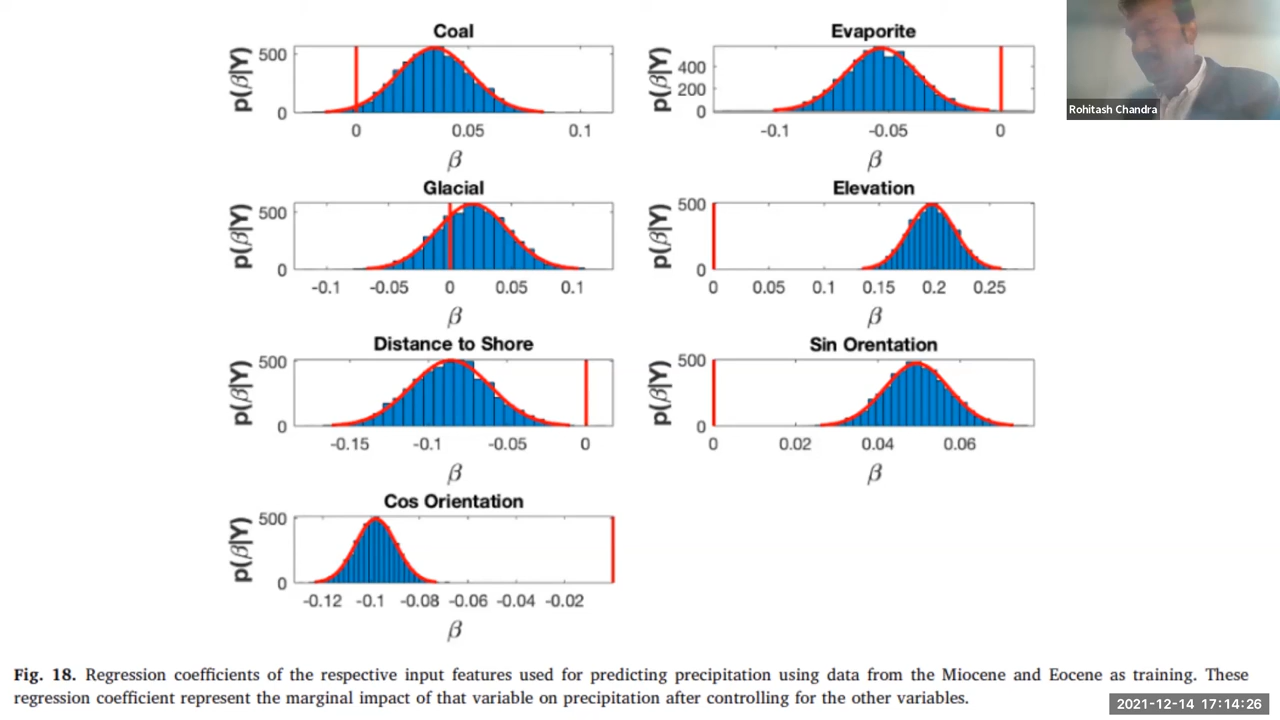 Coal
Evaporite
p(β|Y)
500
0
0 0.05 0.1
β
p(β|Y)
400
200
0
-0.1 -0.05 0
β
Rohitash Chandra
Glacial
Elevation
p(β|Y)
500
0
-0.1 -0.05 0 0.05 0.1
β
p(β|Y)
500
0
0 0.05 0.1 0.15 0.2 0.25
β
Distance to Shore
Sin Orentation
p(β|Y)
500
0
-0.15 -0.1 -0.05 0
β
p(β|Y)
500
0
0 0.02 0.04 0.06
β
Cos Orientation
p(β|Y)
500
0
-0.12 -0.1 -0.08 -0.06 -0.04 -0.02
β
Fig. 18. Regression coefficients of the respective input features used for predicting precipitation using data from the Miocene and Eocene as training. These
regression coefficient represent the marginal impact of that variable on precipitation after controlling for the other variables.
2021-12-14 17:14:26